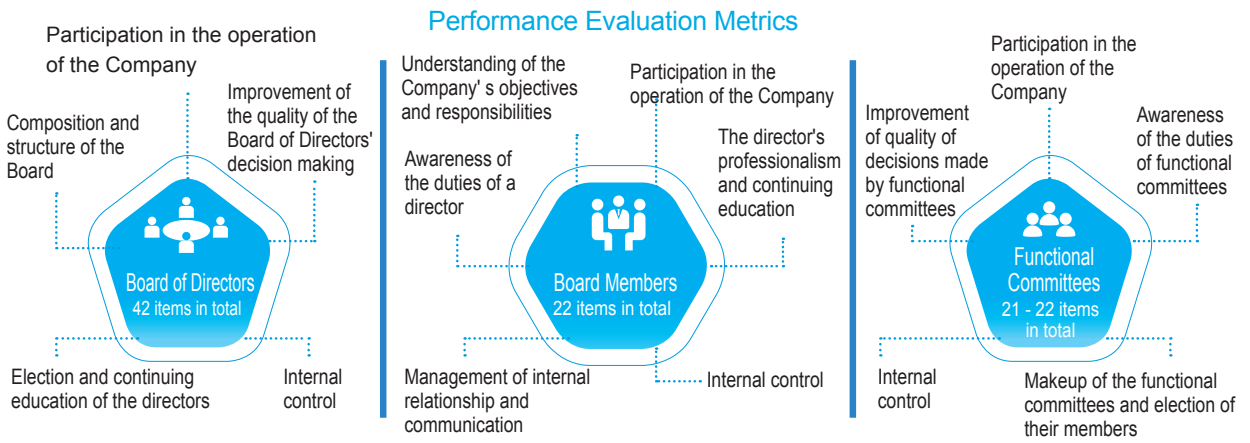 Performance Evaluation Metrics
Participation in the operation
of the Company
Composition and
structure of the
Board
Improvement of
the quality of the
Board of Directors'
decision making
Board of Directors
42 items in total
Election and continuing
education of the directors
Internal
control
Understanding of the
Company' s objectives
and responsibilities
Participation in the
operation of the Company
Awareness of
the duties of a
director
The director's
professionalism
and continuing
education
Board Members
22 items in total
Management of internal
relationship and
communication
Internal control
Participation in the
operation of the
Company
Improvement
of quality of
decisions made
by functional
committees
Awareness
of the duties
of functional
committees
Functional
Committees
21 - 22 items
in total
Internal
control
Makeup of the functional
committees and election of
their members